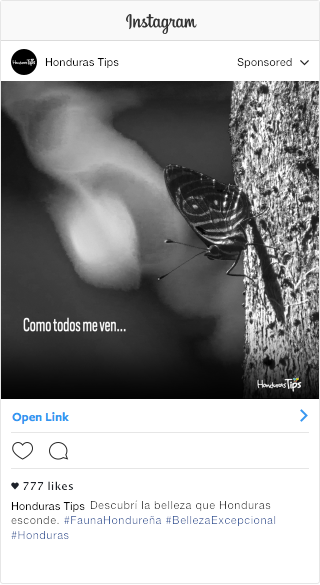 Instagram
Honduras Tips
Honduras Tips
Sponsored
Como todos me ven...
Honduras Tips
Open Link
777 likes
Honduras Tips Descubrí la belleza que Honduras
esconde. #FaunaHondureña #BellezaExcepcional
#Honduras